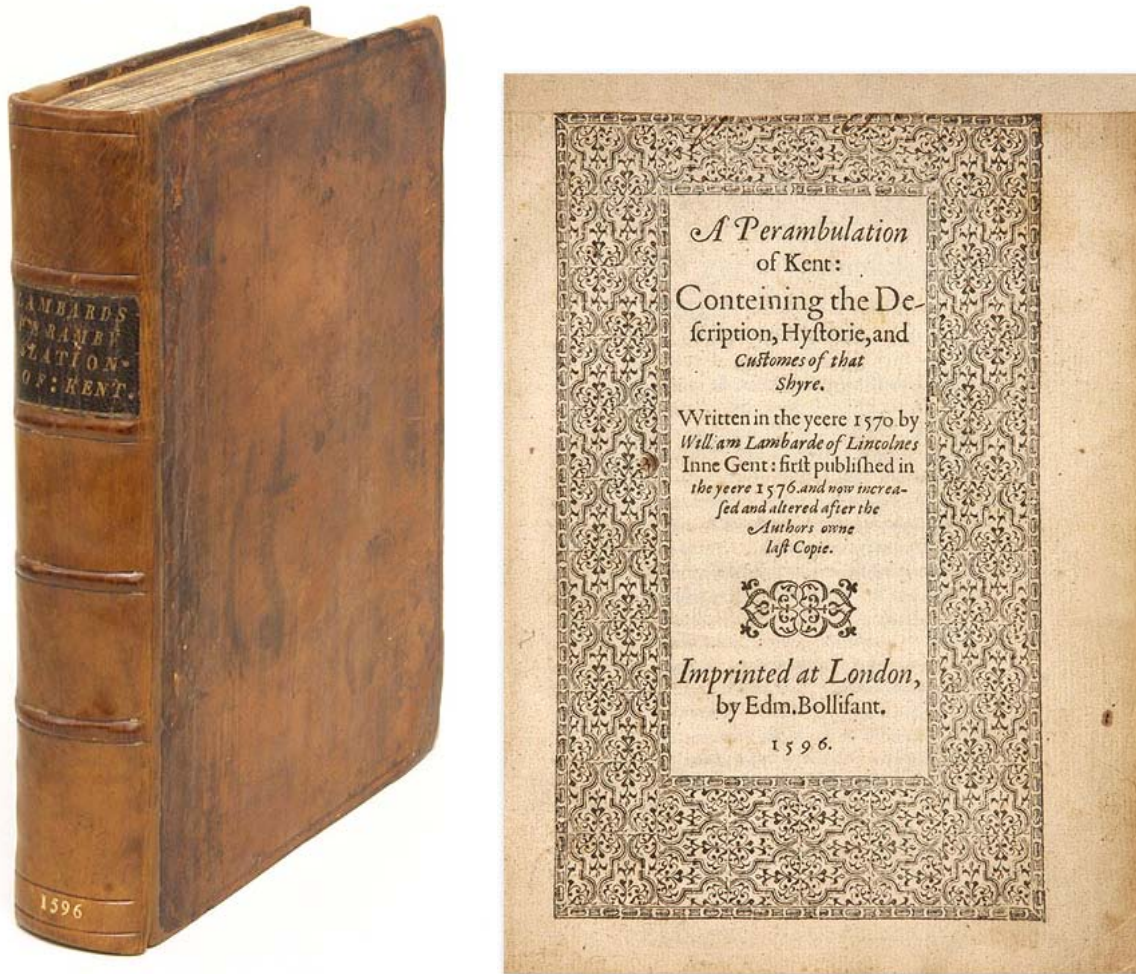 LAMBARDS
PERAMBU
LATION
OF: KENT.
1596
A Perambulation
of Kent:
Conteining the De-
ſcription, Hyſtorie, and
Cuſtomes of that
Shyre.
Written in the yeere 1570 by
William Lambarde of Lincolnes
Inne Gent: firſt publiſhed in
the yeere 1576. and now increa-
ſed and altered after the
Authors owne
laſt Copie.
Imprinted at London,
by Edm. Bollifant.
1596.